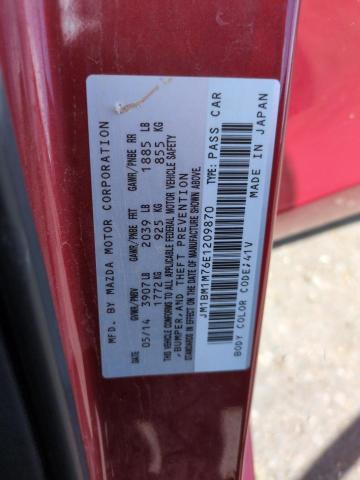 MFD. BY MAZDA MOTOR CORPORATION
DATE GVWR/PNBV GAWR/PNBE FRT GAWR/PNBE RR
05/14 3907 LB 2039 LB 1885 LB
1772 KG 925 KG 855 KG
THIS VEHICLE CONFORMS TO ALL APPLICABLE FEDERAL MOTOR VEHICLE SAFETY
STANDARDS IN EFFECT ON THE DATE OF MANUFACTURE SHOWN ABOVE.
,BUMPER,AND THEFT PREVENTION
JM1BM1M76E1209870 TYPE: PASS CAR
BODY COLOR CODE:41V MADE IN JAPAN